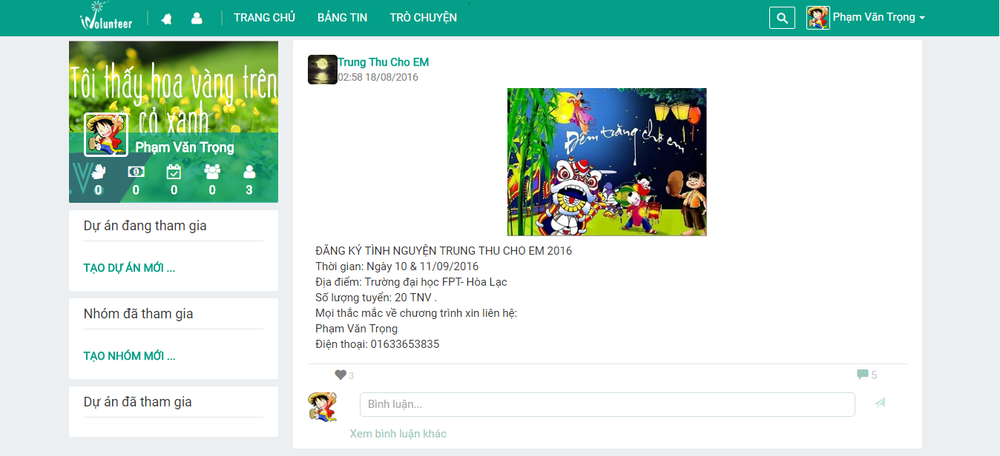 iVolunteer
TRANG CHỦ
BẢNG TIN
TRÒ CHUYỆN
Phạm Văn Trọng
Tôi thấy hoa vàng trên
cỏ xanh
Phạm Văn Trọng
0 0 0 0 3
Dự án đang tham gia
TẠO DỰ ÁN MỚI ...
Nhóm đã tham gia
TẠO NHÓM MỚI ...
Dự án đã tham gia
Trung Thu Cho EM
02:58 18/08/2016
Đêm trăng cho em
ĐĂNG KÝ TÌNH NGUYỆN TRUNG THU CHO EM 2016
Thời gian: Ngày 10 & 11/09/2016
Địa điểm: Trường đại học FPT- Hòa Lạc
Số lượng tuyển: 20 TNV .
Mọi thắc mắc về chương trình xin liên hệ:
Phạm Văn Trọng
Điện thoại: 01633653835
3
5
Bình luận...
Xem bình luận khác